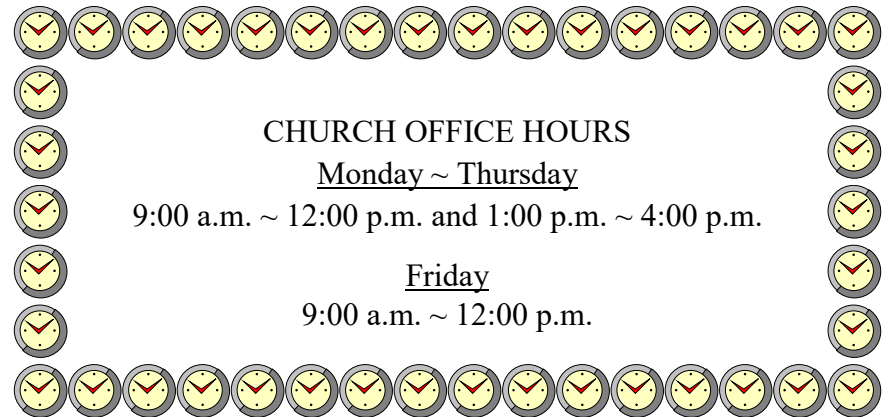 CHURCH OFFICE HOURS
Monday ~ Thursday
9:00 a.m. ~ 12:00 p.m. and 1:00 p.m. ~ 4:00 p.m.
Friday
9:00 a.m. ~ 12:00 p.m.